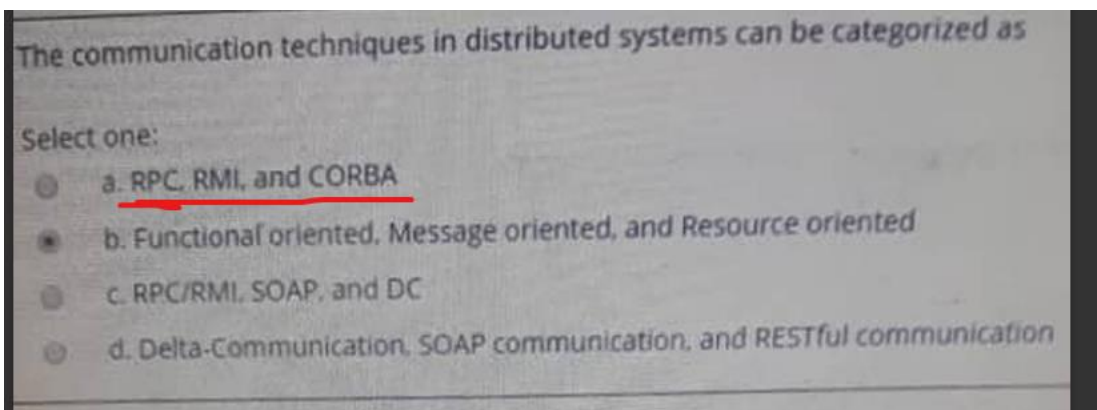 The communication techniques in distributed systems can be categorized as
Select one:
a. RPC, RMI, and CORBA
b. Functional oriented, Message oriented, and Resource oriented
c. RPC/RMI, SOAP, and DC
d. Delta-Communication, SOAP communication, and RESTful communication